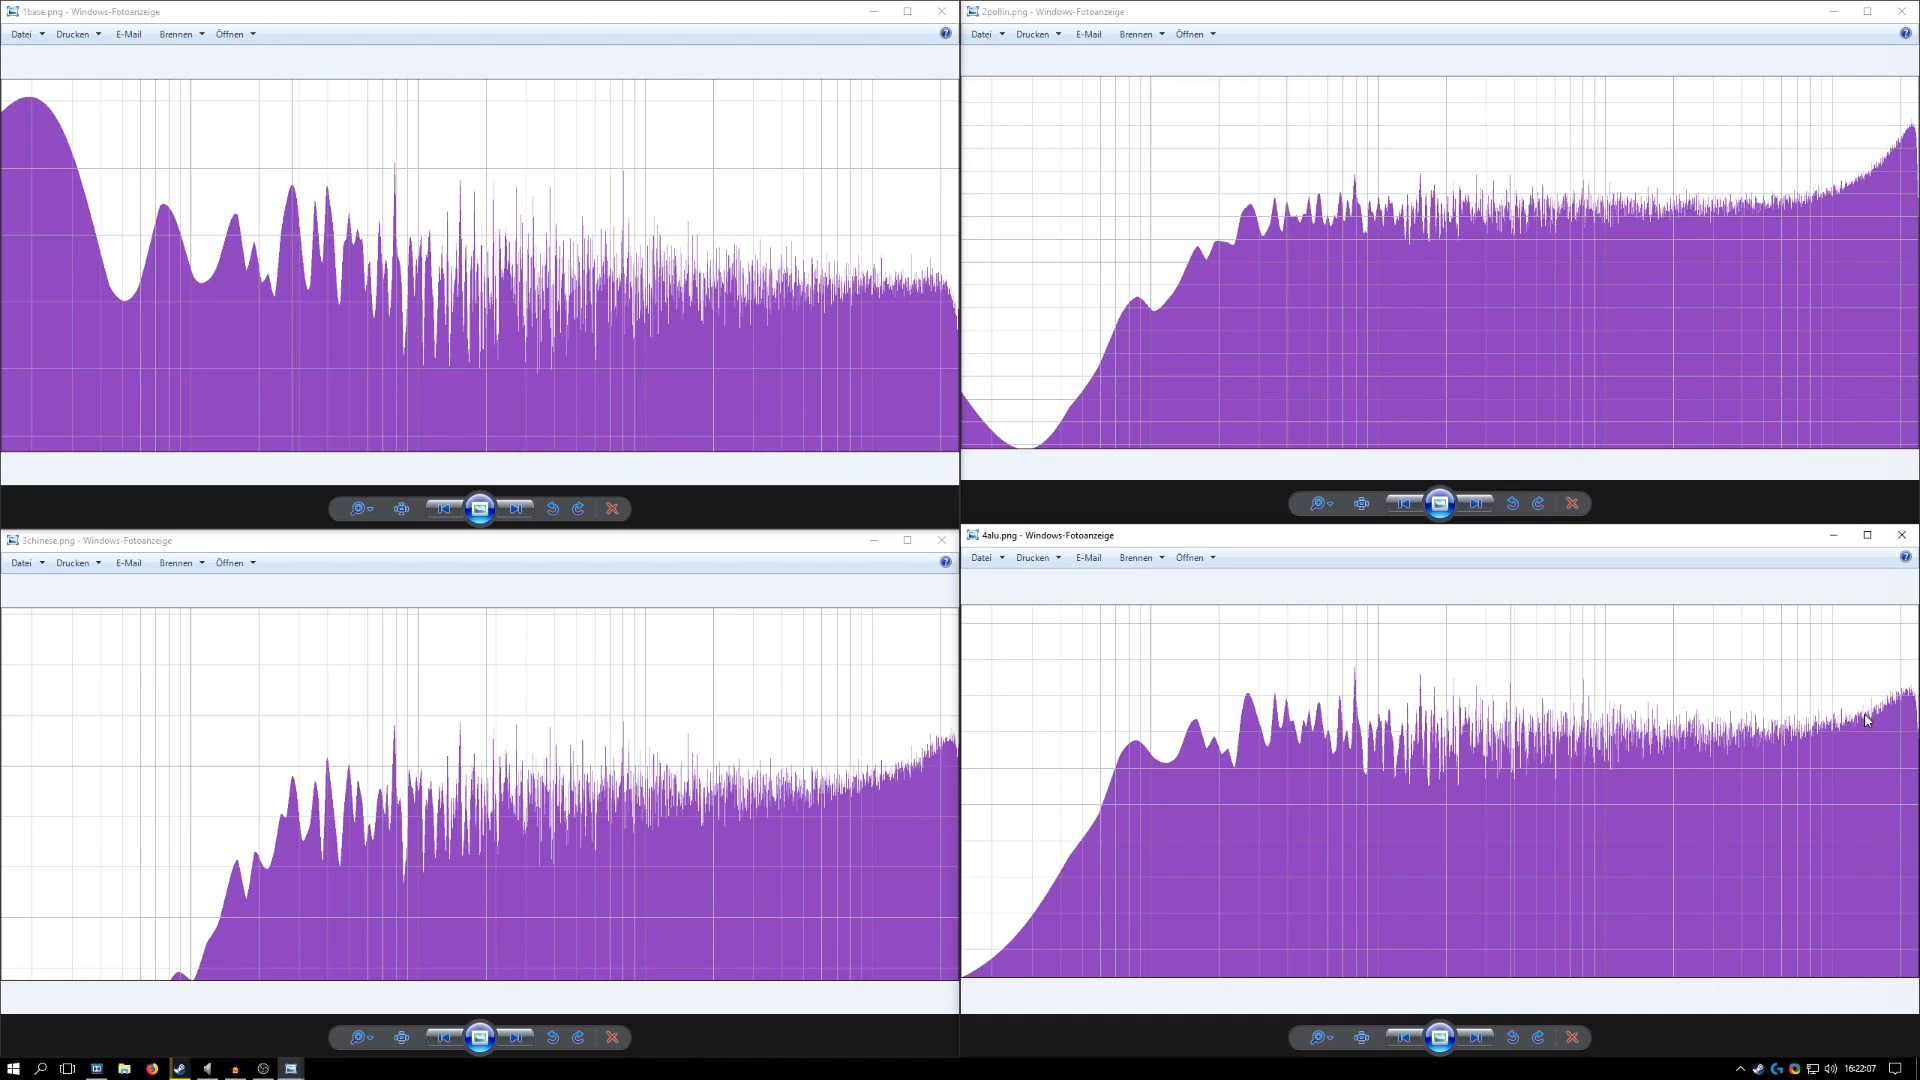 1base.png - Windows-Fotoanzeige
Datei Drucken E-Mail Brennen Öffnen
2pollin.png - Windows-Fotoanzeige
Datei Drucken E-Mail Brennen Öffnen
3chinese.png - Windows-Fotoanzeige
Datei Drucken E-Mail Brennen Öffnen
4alu.png - Windows-Fotoanzeige
Datei Drucken E-Mail Brennen Öffnen
16:22:07